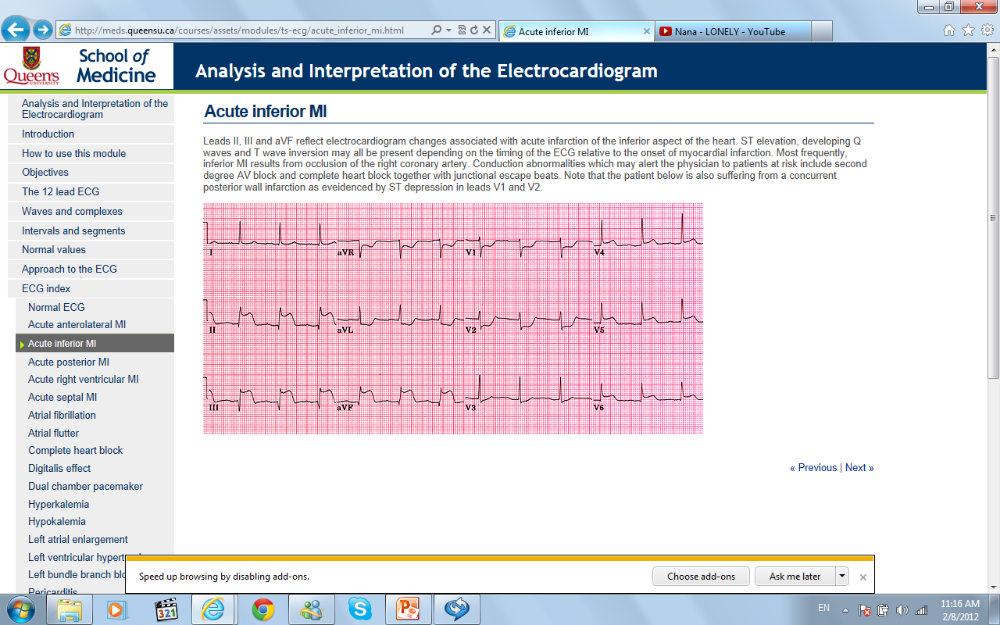 http://meds.queensu.ca/courses/assets/modules/ts-ecg/acute_inferior_mi.html
Acute inferior MI
Nana - LONELY - YouTube
Queen's
UNIVERSITY
School of
Medicine
Analysis and Interpretation of the Electrocardiogram
Analysis and Interpretation of the
Electrocardiogram
Introduction
How to use this module
Objectives
The 12 lead ECG
Waves and complexes
Intervals and segments
Normal values
Approach to the ECG
ECG index
Normal ECG
Acute anterolateral MI
Acute inferior MI
Acute posterior MI
Acute right ventricular MI
Acute septal MI
Atrial fibrillation
Atrial flutter
Complete heart block
Digitalis effect
Dual chamber pacemaker
Hyperkalemia
Hypokalemia
Left atrial enlargement
Left ventricular hypert
Left bundle branch blo
Pericarditis
Acute inferior MI
Leads II, III and aVF reflect electrocardiogram changes associated with acute infarction of the inferior aspect of the heart. ST elevation, developing Q
waves and T wave inversion may all be present depending on the timing of the ECG relative to the onset of myocardial infarction. Most frequently,
inferior MI results from occlusion of the right coronary artery. Conduction abnormalities which may alert the physician to patients at risk include second
degree AV block and complete heart block together with junctional escape beats. Note that the patient below is also suffering from a concurrent
posterior wall infarction as eveidenced by ST depression in leads V1 and V2.
I aVR V1 V4
II aVL V2 V5
III aVF V3 V6
« Previous | Next »
Speed up browsing by disabling add-ons.
Choose add-ons
Ask me later
321
EN
11:16 AM
2/8/2012